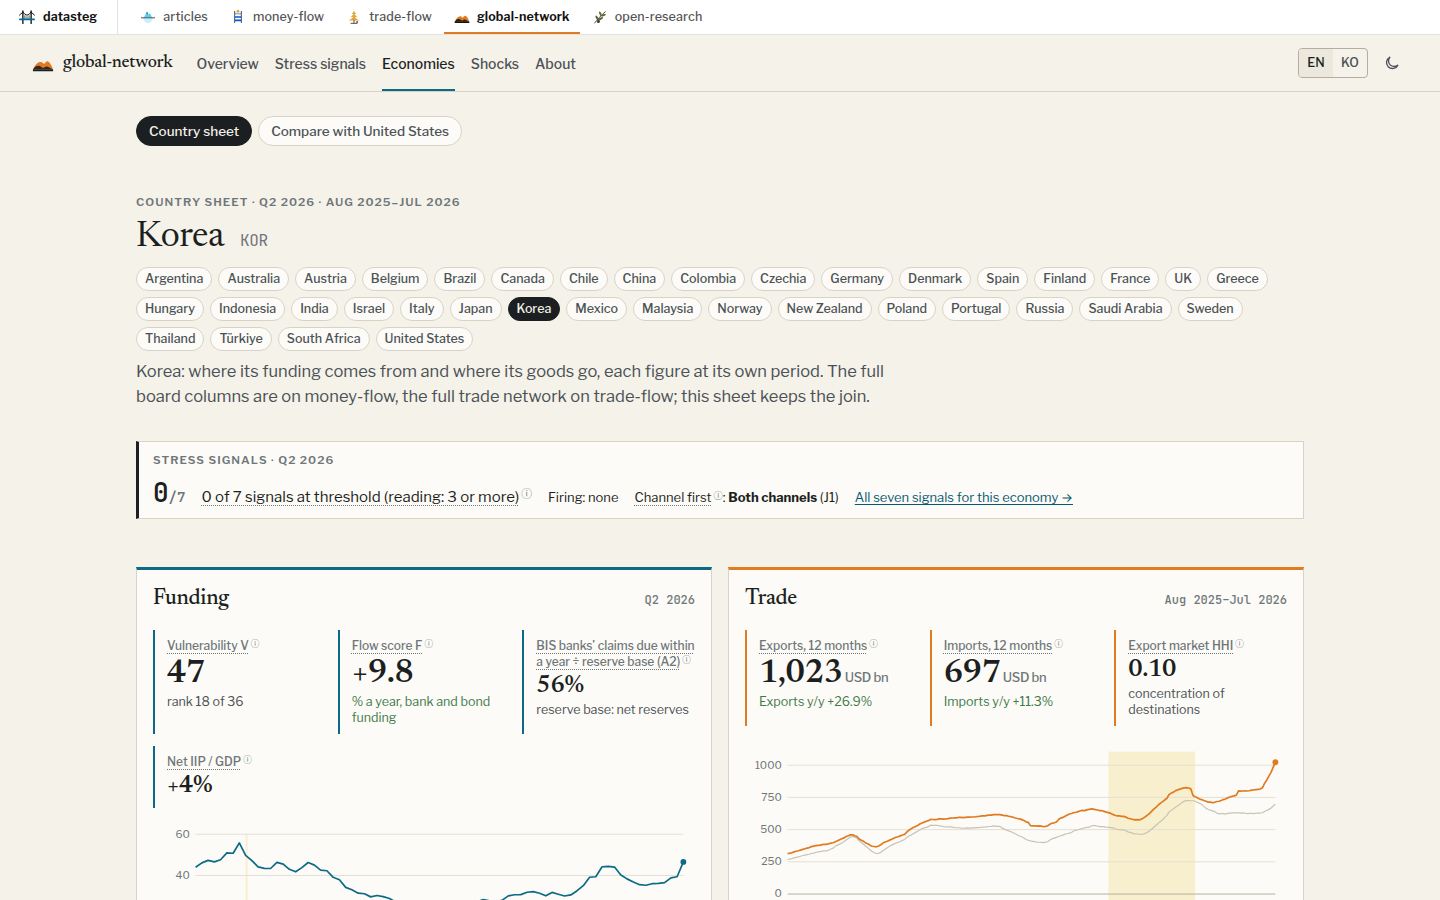 datasteg articles money-flow trade-flow global-network open-research
global-network Overview Stress signals Economies Shocks About EN KO
Country sheet Compare with United States
COUNTRY SHEET · Q2 2026 · AUG 2025–JUL 2026
Korea KOR
Argentina Australia Austria Belgium Brazil Canada Chile China Colombia Czechia Germany Denmark Spain Finland France UK Greece
Hungary Indonesia India Israel Italy Japan Korea Mexico Malaysia Norway New Zealand Poland Portugal Russia Saudi Arabia Sweden
Thailand Türkiye South Africa United States
Korea: where its funding comes from and where its goods go, each figure at its own period. The full
board columns are on money-flow, the full trade network on trade-flow; this sheet keeps the join.
STRESS SIGNALS · Q2 2026
0/7 0 of 7 signals at threshold (reading: 3 or more) ⓘ Firing: none Channel first ⓘ: Both channels (J1) All seven signals for this economy →
Funding Q2 2026
Vulnerability V ⓘ
47
rank 18 of 36
Flow score F ⓘ
+9.8
% a year, bank and bond
funding
BIS banks' claims due within
a year ÷ reserve base (A2) ⓘ
56%
reserve base: net reserves
Net IIP / GDP ⓘ
+4%
60
40
Trade Aug 2025–Jul 2026
Exports, 12 months ⓘ
1,023 USD bn
Exports y/y +26.9%
Imports, 12 months ⓘ
697 USD bn
Imports y/y +11.3%
Export market HHI ⓘ
0.10
concentration of
destinations
1000
750
500
250
0